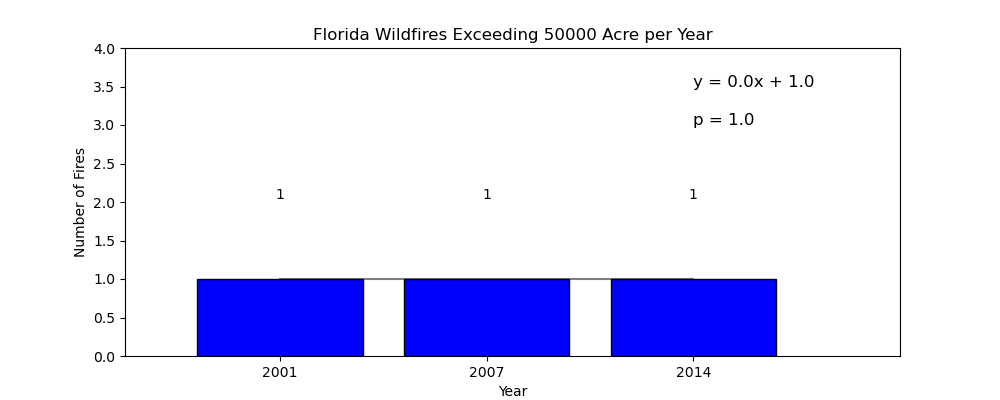 Florida Wildfires Exceeding 50000 Acre per Year
4.0
3.5
3.0
2.5
2.0
1.5
1.0
0.5
0.0
Number of Fires
y = 0.0x + 1.0
p = 1.0
1 1 1
2001 2007 2014
Year